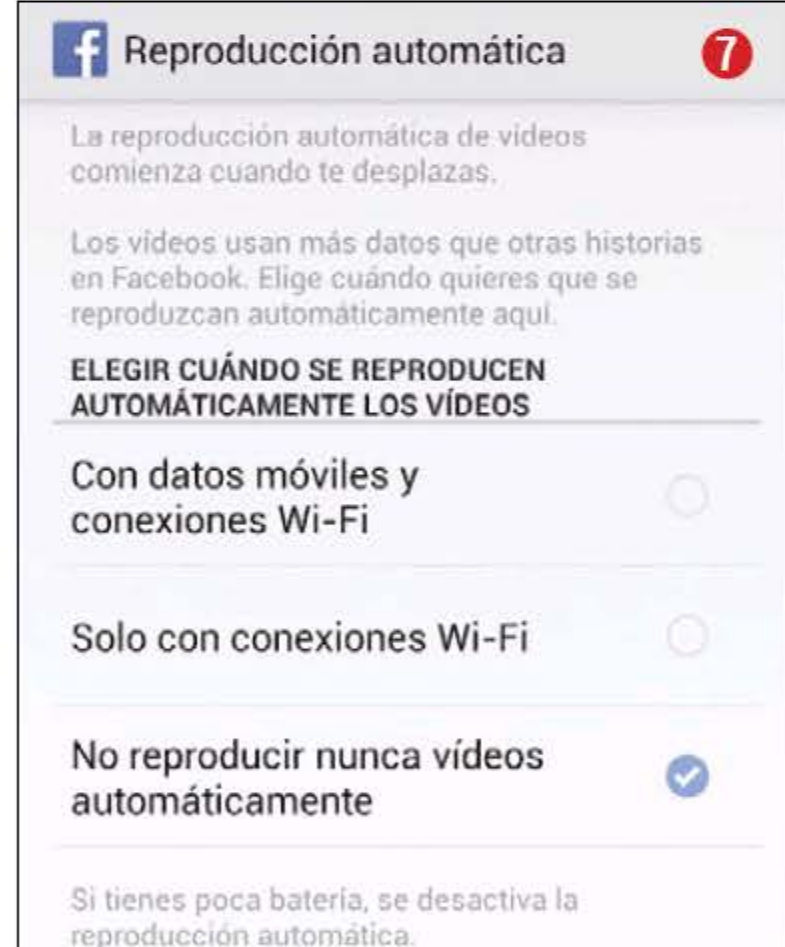 f Reproducción automática 7
La reproducción automática de vídeos
comienza cuando te desplazas.
Los vídeos usan más datos que otras historias
en Facebook. Elige cuándo quieres que se
reproduzcan automáticamente aquí.
ELEGIR CUÁNDO SE REPRODUCEN
AUTOMÁTICAMENTE LOS VÍDEOS
Con datos móviles y
conexiones Wi-Fi
Solo con conexiones Wi-Fi
No reproducir nunca vídeos
automáticamente
Si tienes poca batería, se desactiva la
reproducción automática.